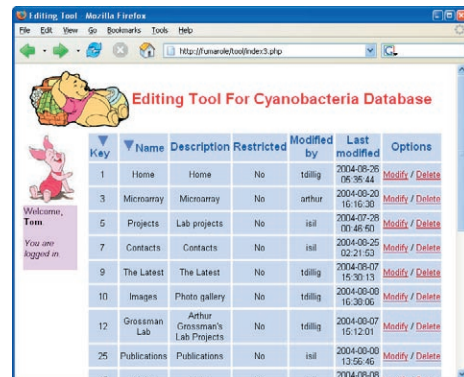 Editing Tool Mozilla Firefox
File Edit View Go Bookmarks Tools Help
http://fumarole/tool/index3.php
Editing Tool For Cyanobacteria Database
Key Name Description Restricted Modified by Last modified Options
1 Home Home No tdillig 2004-08-26 05:35:44 Modify / Delete
3 Microarray Microarray No arthur 2004-08-20 16:16:30 Modify / Delete
5 Projects Lab projects No isil 2004-07-28 00:46:50 Modify / Delete
7 Contacts Contacts No isil 2004-08-25 02:21:53 Modify / Delete
9 The Latest The Latest No tdillig 2004-08-07 15:30:13 Modify / Delete
10 Images Photo gallery No tdillig 2004-08-08 16:38:06 Modify / Delete
12 Grossman Lab Arthur Grossman's Lab Projects No tdillig 2004-08-07 15:12:01 Modify / Delete
25 Publications Publications No isil 2004-08-08 13:56:46 Modify / Delete
2004-08-08
Welcome,
Tom.
You are
logged in.